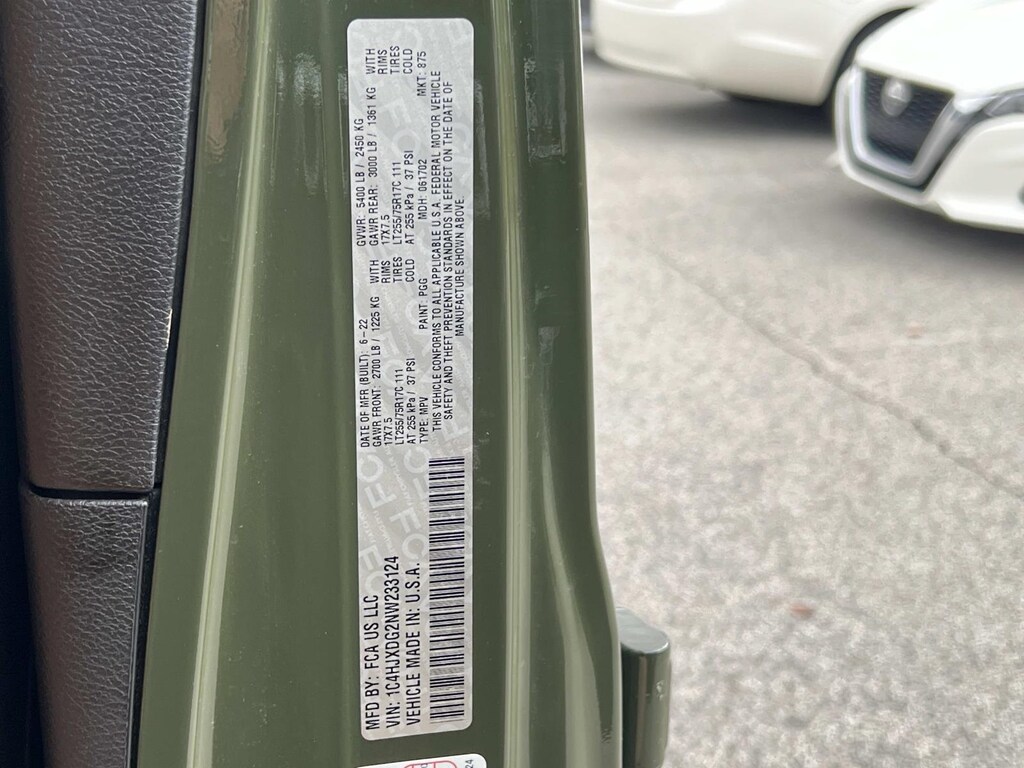 MFD BY: FCA US LLC
VIN: 1C4HJXDG2NW233124
VEHICLE MADE IN: U.S.A.
DATE OF MFR (BUILT): 6-22 GVWR: 5400 LB / 2450 KG
GAWR FRONT: 2700 LB / 1225 KG WITH GAWR REAR: 3000 LB / 1361 KG WITH
17X7.5 RIMS 17X7.5 RIMS
LT255/75R17C 111 TIRES LT255/75R17C 111 TIRES
AT 255 kPa / 37 PSI COLD AT 255 kPa / 37 PSI COLD
TYPE: MPV PAINT: PGG MDH: 061702 MKT: 875
THIS VEHICLE CONFORMS TO ALL APPLICABLE U.S.A. FEDERAL MOTOR VEHICLE
SAFETY AND THEFT PREVENTION STANDARDS IN EFFECT ON THE DATE OF
MANUFACTURE SHOWN ABOVE.
24